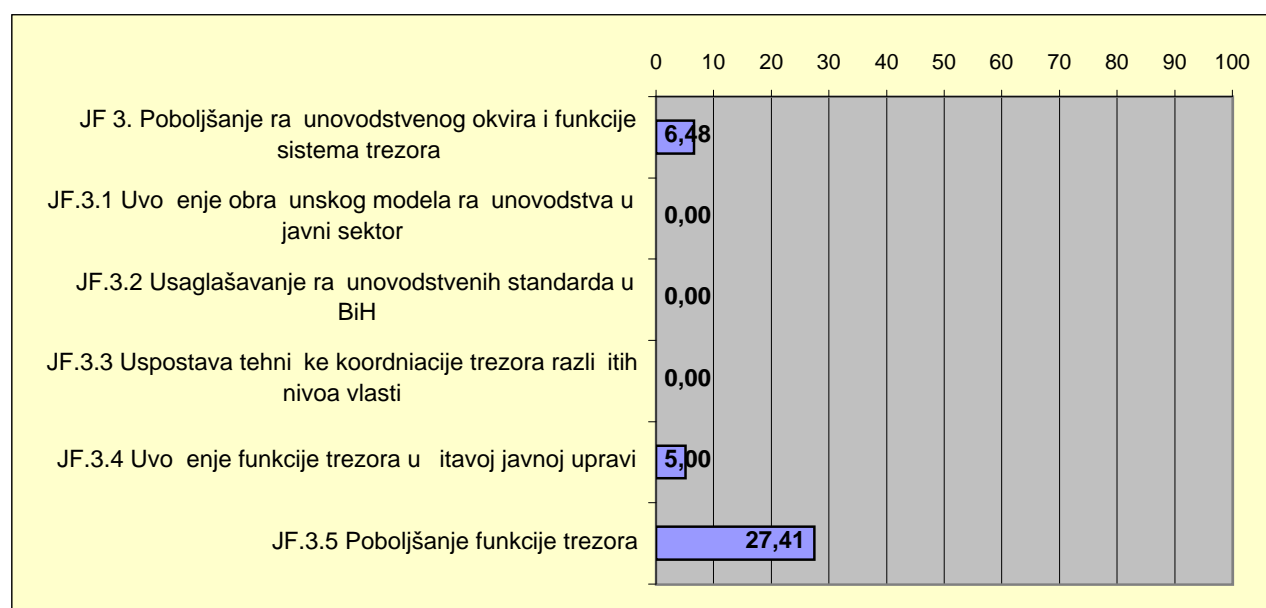 0 10 20 30 40 50 60 70 80 90 100
JF 3. Poboljšanje ra unovodstvenog okvira i funkcije
sistema trezora
6,48
JF.3.1 Uvo enje obra unskog modela ra unovodstva u
javni sektor
0,00
JF.3.2 Usaglašavanje ra unovodstvenih standarda u
BiH
0,00
JF.3.3 Uspostava tehni ke koordniacije trezora razli itih
nivoa vlasti
0,00
JF.3.4 Uvo enje funkcije trezora u itavoj javnoj upravi
5,00
JF.3.5 Poboljšanje funkcije trezora
27,41